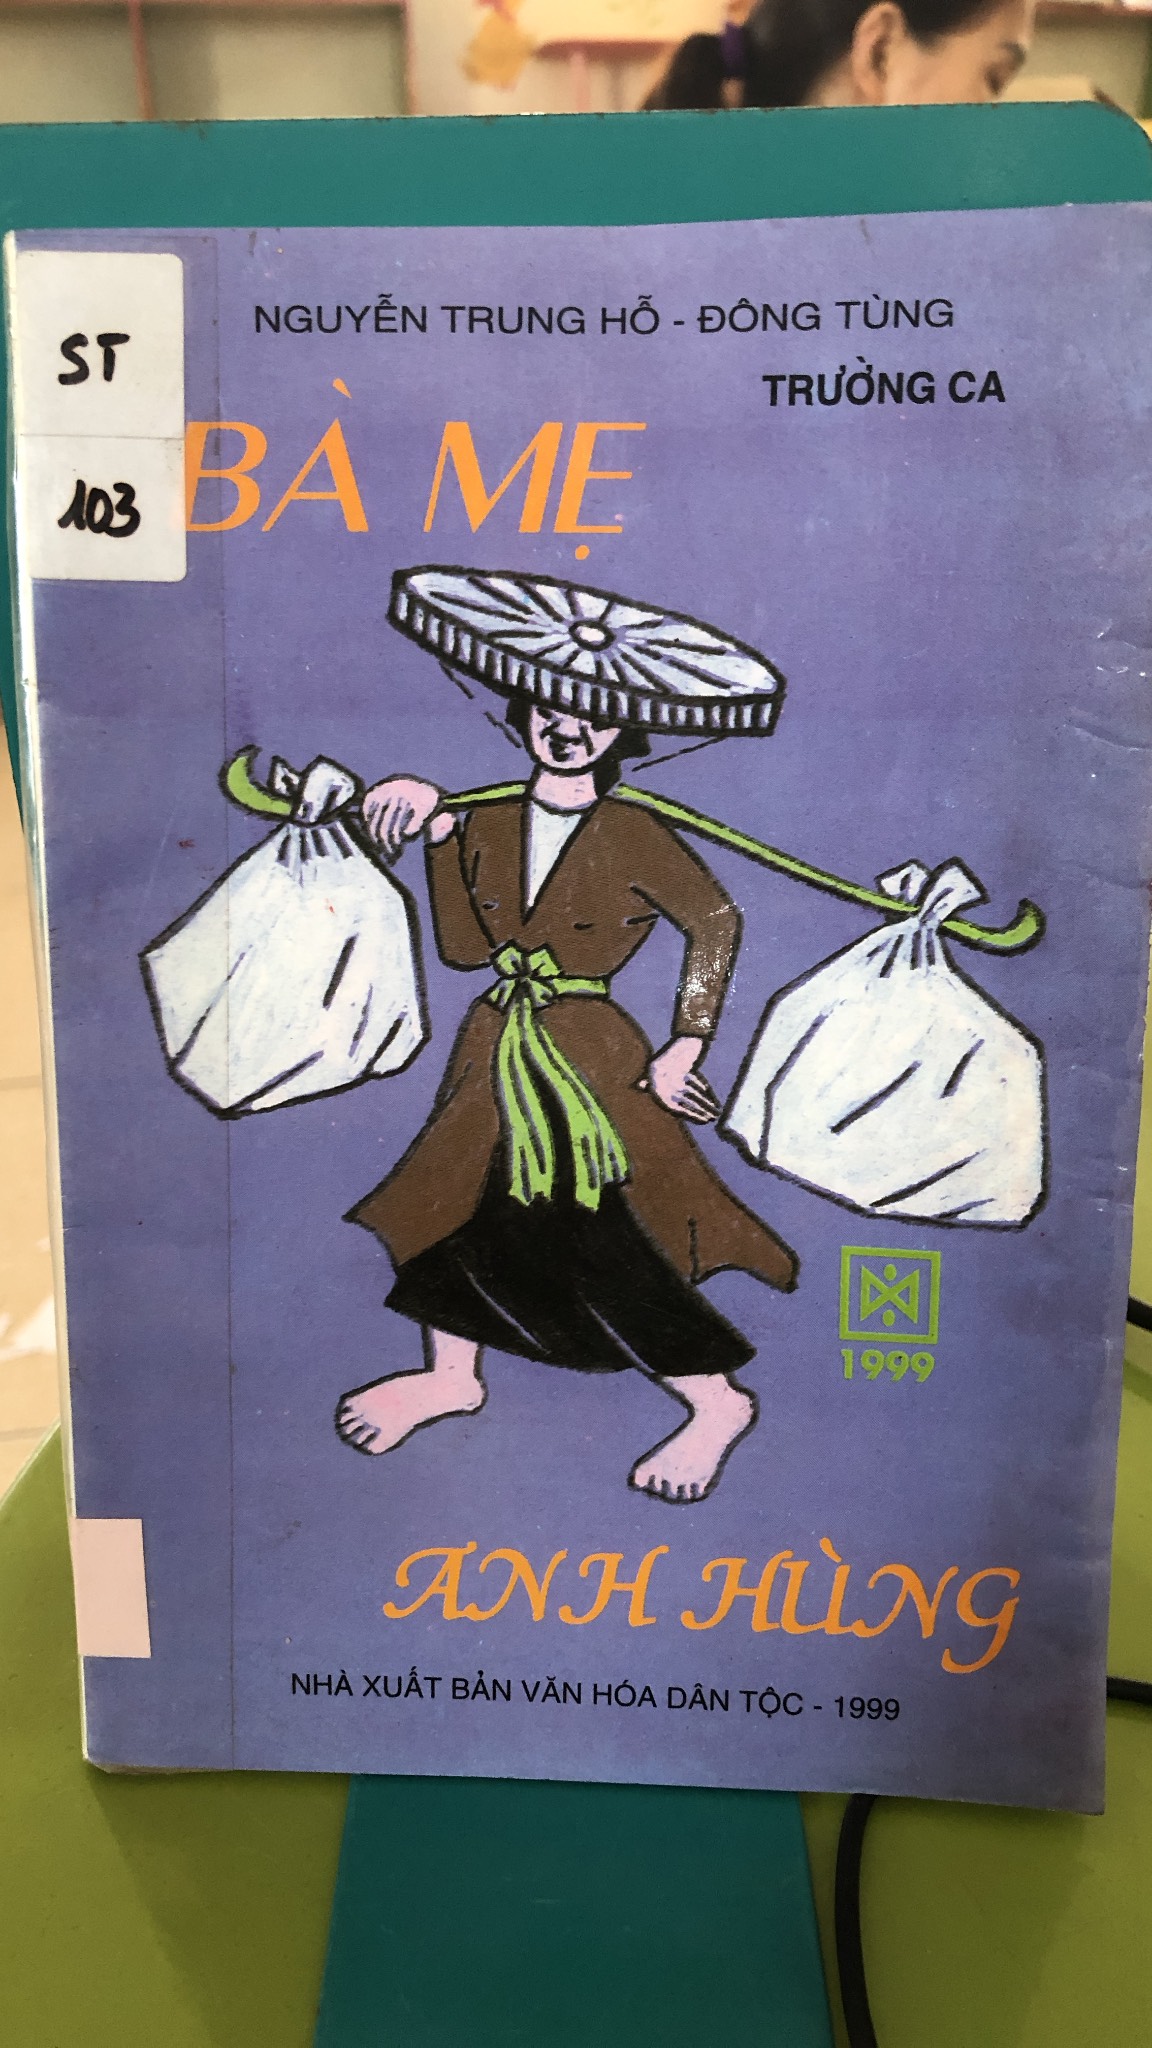 NGUYỄN TRUNG HỖ - ĐÔNG TÙNG
TRƯỜNG CA
ST
103
BÀ MẸ
1999
ANH HÙNG
NHÀ XUẤT BẢN VĂN HÓA DÂN TỘC - 1999